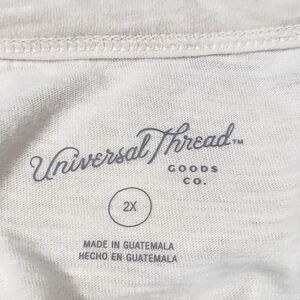 Universal Thread™
GOODS
CO.
2X
MADE IN GUATEMALA
HECHO EN GUATEMALA